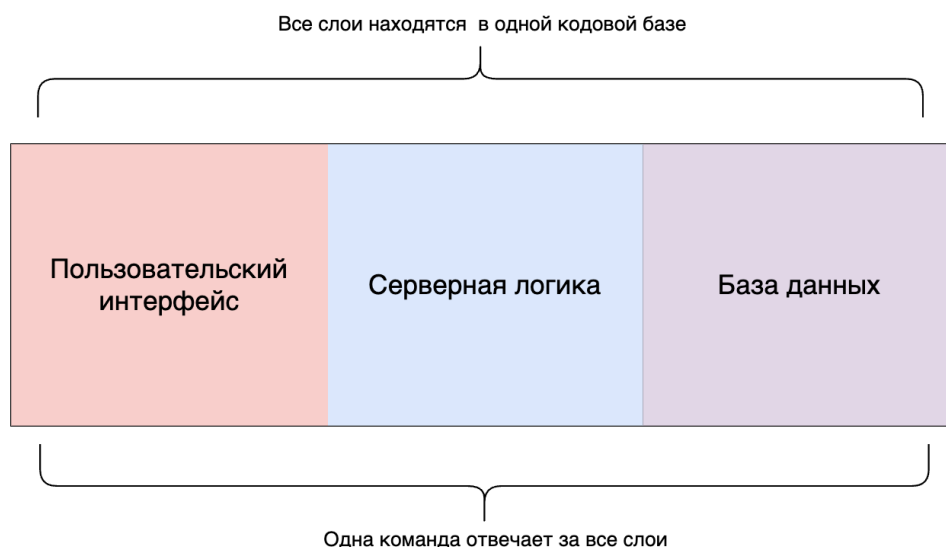 Все слои находятся  в одной кодовой базе
Пользовательский
интерфейс
Серверная логика
База данных
Одна команда отвечает за все слои